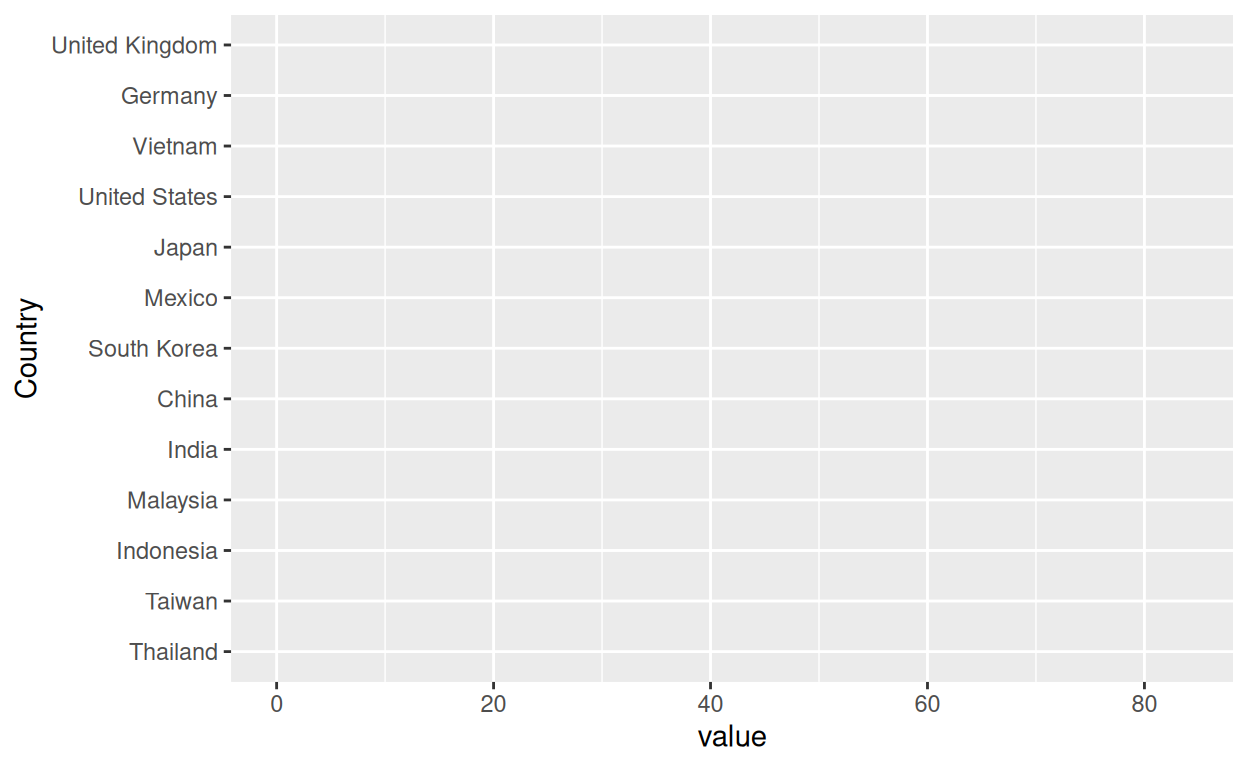 United Kingdom
Germany
Vietnam
United States
Japan
Mexico
South Korea
China
India
Malaysia
Indonesia
Taiwan
Thailand
Country
0 20 40 60 80
value